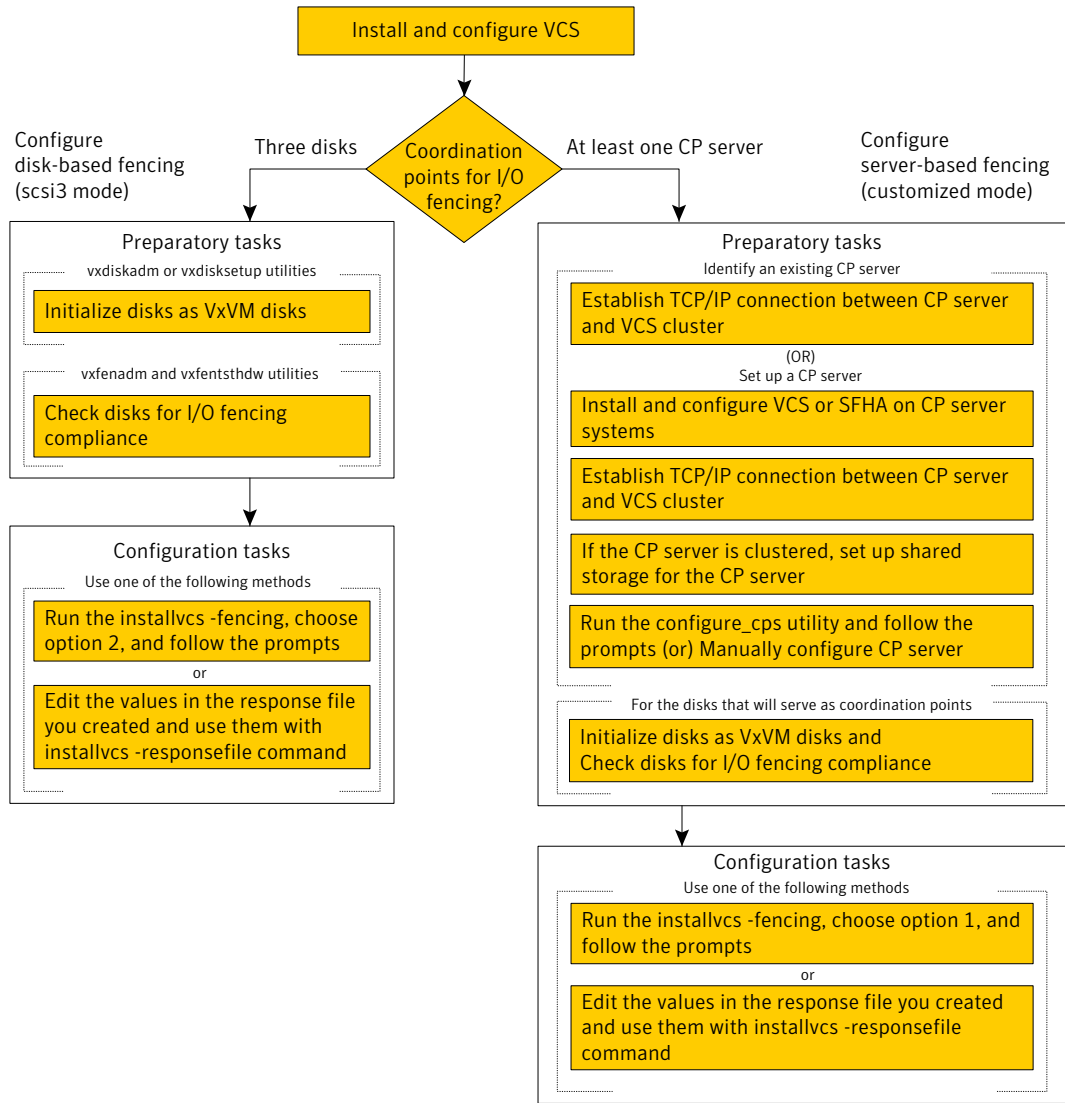 Install and configure VCS
Coordination
points for I/O
fencing?
Three disks
At least one CP server
Configure
disk-based fencing
(scsi3 mode)
Preparatory tasks
vxdiskadm or vxdisksetup utilities
Initialize disks as VxVM disks
vxfenadm and vxfentsthdw utilities
Check disks for I/O fencing
compliance
Configuration tasks
Use one of the following methods
Run the installvcs -fencing, choose
option 2, and follow the prompts
or
Edit the values in the response file
you created and use them with
installvcs -responsefile command
Configure
server-based fencing
(customized mode)
Preparatory tasks
Identify an existing CP server
Establish TCP/IP connection between CP server
and VCS cluster
(OR)
Set up a CP server
Install and configure VCS or SFHA on CP server
systems
Establish TCP/IP connection between CP server
and VCS cluster
If the CP server is clustered, set up shared
storage for the CP server
Run the configure_cps utility and follow the
prompts (or) Manually configure CP server
For the disks that will serve as coordination points
Initialize disks as VxVM disks and
Check disks for I/O fencing compliance
Configuration tasks
Use one of the following methods
Run the installvcs -fencing, choose option 1, and
follow the prompts
or
Edit the values in the response file you created
and use them with installvcs -responsefile
command